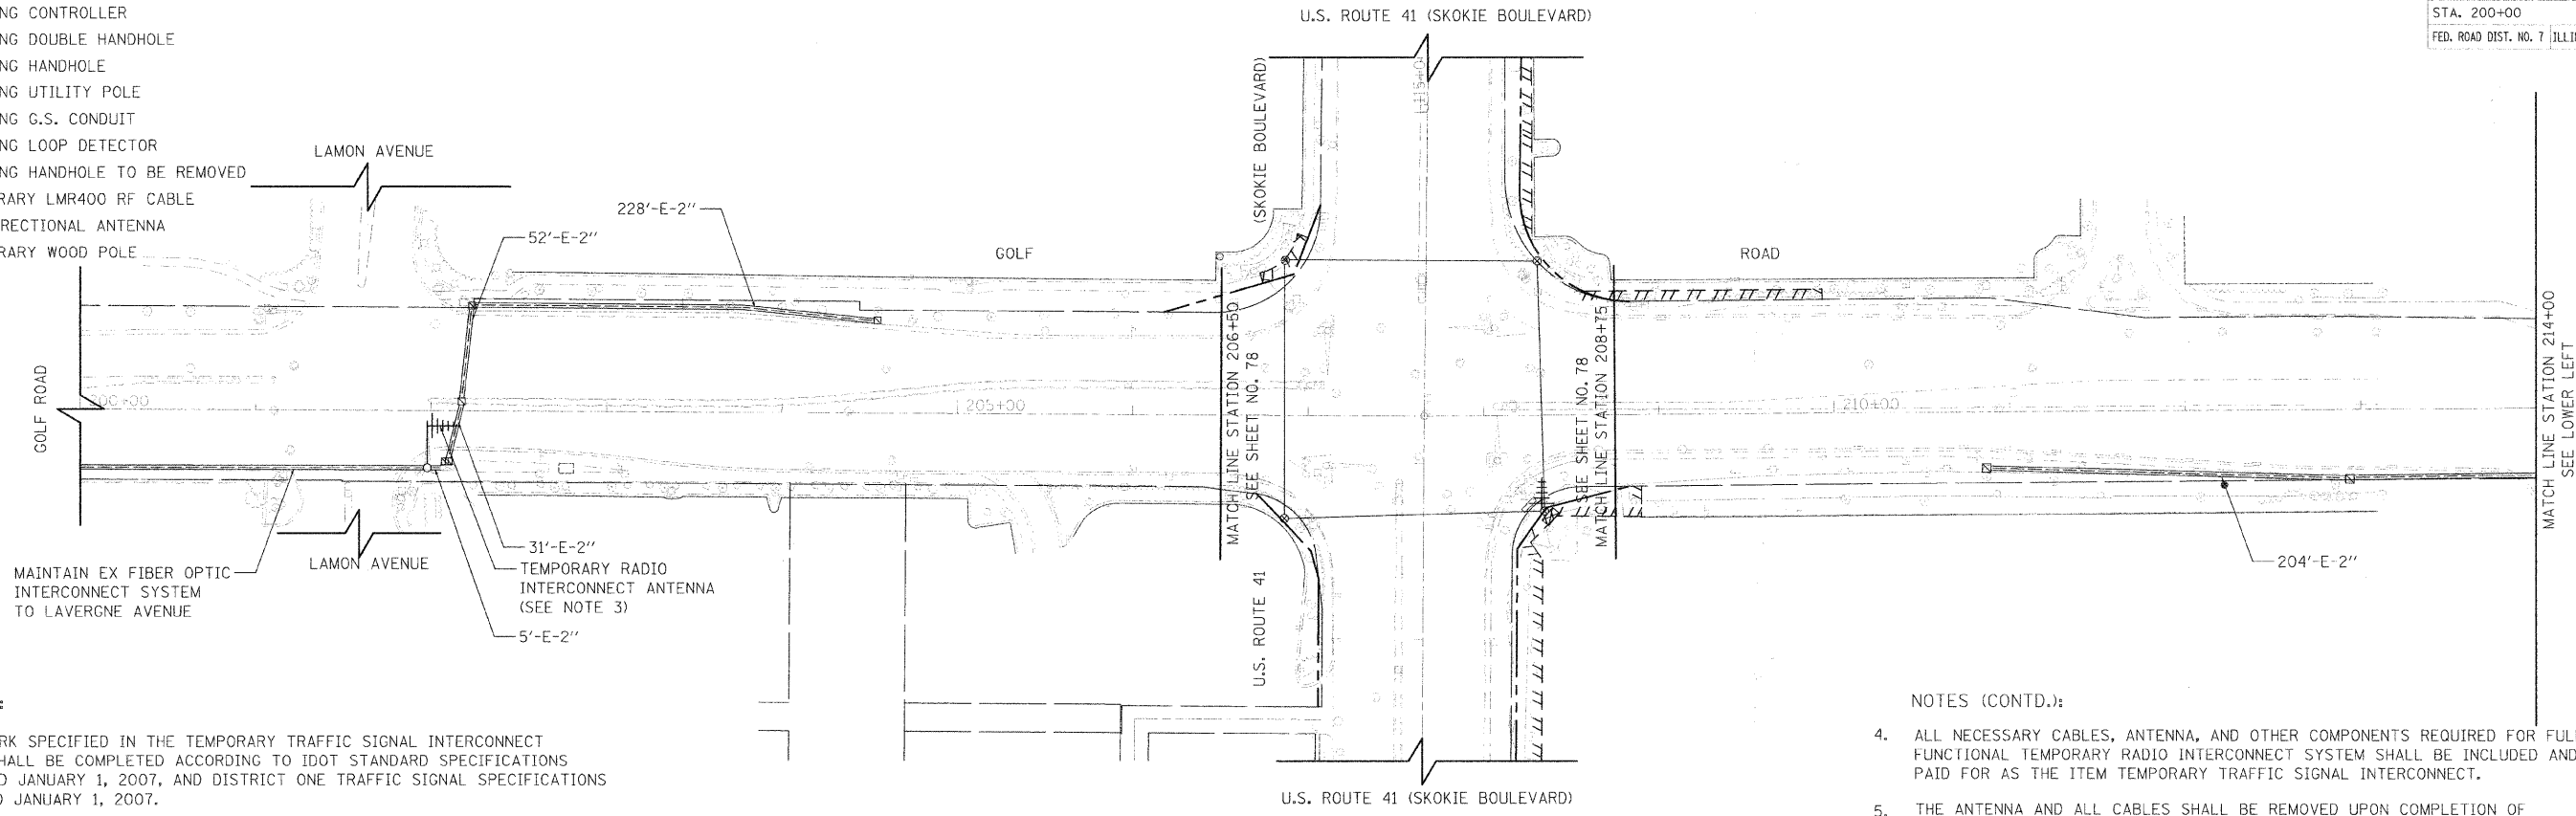 NG CONTROLLER
NG DOUBLE HANDHOLE
NG HANDHOLE
NG UTILITY POLE
NG G.S. CONDUIT
NG LOOP DETECTOR
NG HANDHOLE TO BE REMOVED
RARY LMR400 RF CABLE
RECTIONAL ANTENNA
RARY WOOD POLE
U.S. ROUTE 41 (SKOKIE BOULEVARD)
STA. 200+00
FED. ROAD DIST. NO. 7
LAMON AVENUE
228'-E-2"
52'-E-2"
GOLF
ROAD
(SKOKIE BOULEVARD)
GOLF ROAD
200+00
205+00
210+00
MATCH LINE STATION 206+50
SEE SHEET NO. 78
SEE SHEET NO. 78
MATCH LINE STATION 208+75
MATCH LINE STATION 214+00
SEE LOWER LEFT
31'-E-2"
TEMPORARY RADIO
INTERCONNECT ANTENNA
(SEE NOTE 3)
5'-E-2"
LAMON AVENUE
MAINTAIN EX FIBER OPTIC
INTERCONNECT SYSTEM
TO LAVERGNE AVENUE
204'-E-2"
U.S. ROUTE 41
U.S. ROUTE 41 (SKOKIE BOULEVARD)
:
RK SPECIFIED IN THE TEMPORARY TRAFFIC SIGNAL INTERCONNECT
HALL BE COMPLETED ACCORDING TO IDOT STANDARD SPECIFICATIONS
D JANUARY 1, 2007, AND DISTRICT ONE TRAFFIC SIGNAL SPECIFICATIONS
JANUARY 1, 2007.
NOTES (CONTD.):
4. ALL NECESSARY CABLES, ANTENNA, AND OTHER COMPONENTS REQUIRED FOR FULL
FUNCTIONAL TEMPORARY RADIO INTERCONNECT SYSTEM SHALL BE INCLUDED AND
PAID FOR AS THE ITEM TEMPORARY TRAFFIC SIGNAL INTERCONNECT.
5. THE ANTENNA AND ALL CABLES SHALL BE REMOVED UPON COMPLETION OF